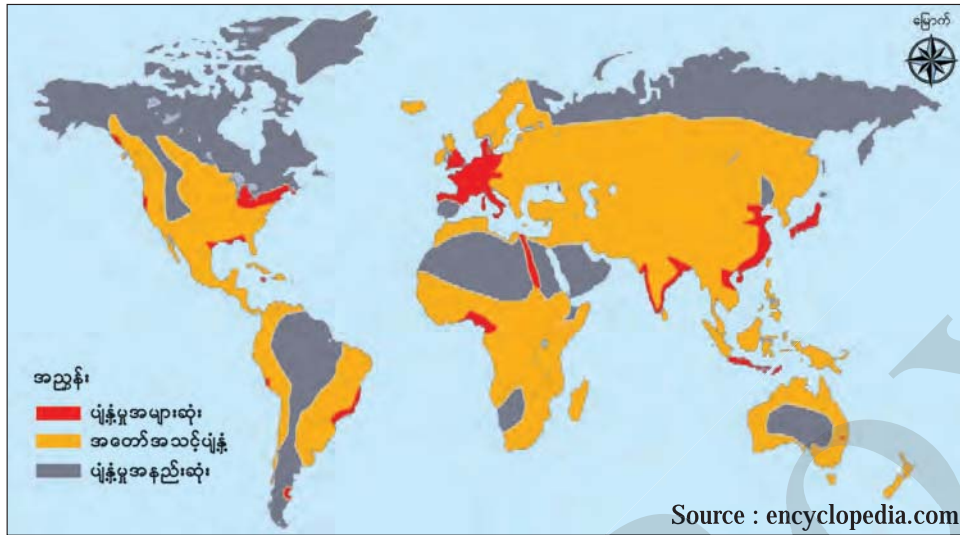 မြောက်
အညွှန်း
ပျံ့နှံ့မှုအများဆုံး
အတော်အသင့်ပျံ့နှံ့
ပျံ့နှံ့မှုအနည်းဆုံး
Source : encyclopedia.com